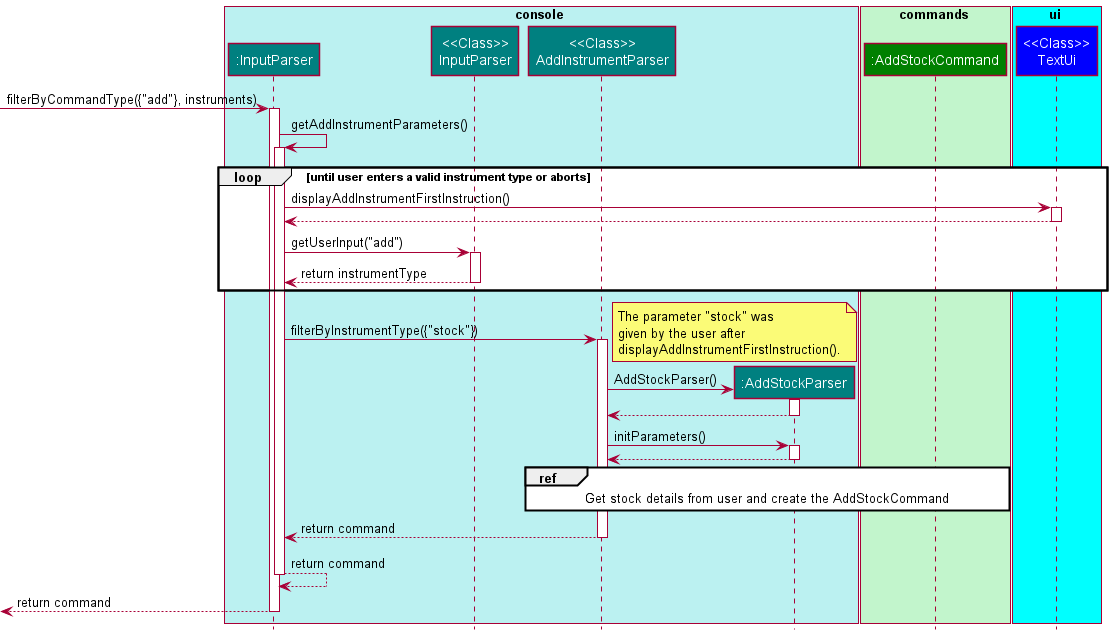 console
commands
ui
:InputParser
<<Class>>
InputParser
<<Class>>
AddInstrumentParser
:AddStockCommand
<<Class>>
TextUi
filterByCommandType({"add"}, instruments)
getAddInstrumentParameters()
loop
[until user enters a valid instrument type or aborts]
displayAddInstrumentFirstInstruction()
getUserInput("add")
return instrumentType
The parameter "stock" was
given by the user after
displayAddInstrumentFirstInstruction().
filterByInstrumentType({"stock"})
AddStockParser()
:AddStockParser
initParameters()
ref
Get stock details from user and create the AddStockCommand
return command
return command
return command